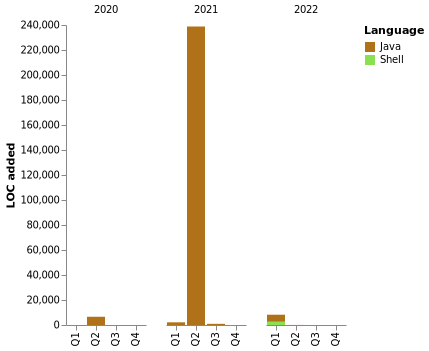 2020 2021 2022
Language
Java
Shell
LOC added
240,000
220,000
200,000
180,000
160,000
140,000
120,000
100,000
80,000
60,000
40,000
20,000
0
Q1 Q2 Q3 Q4 Q1 Q2 Q3 Q4 Q1 Q2 Q3 Q4